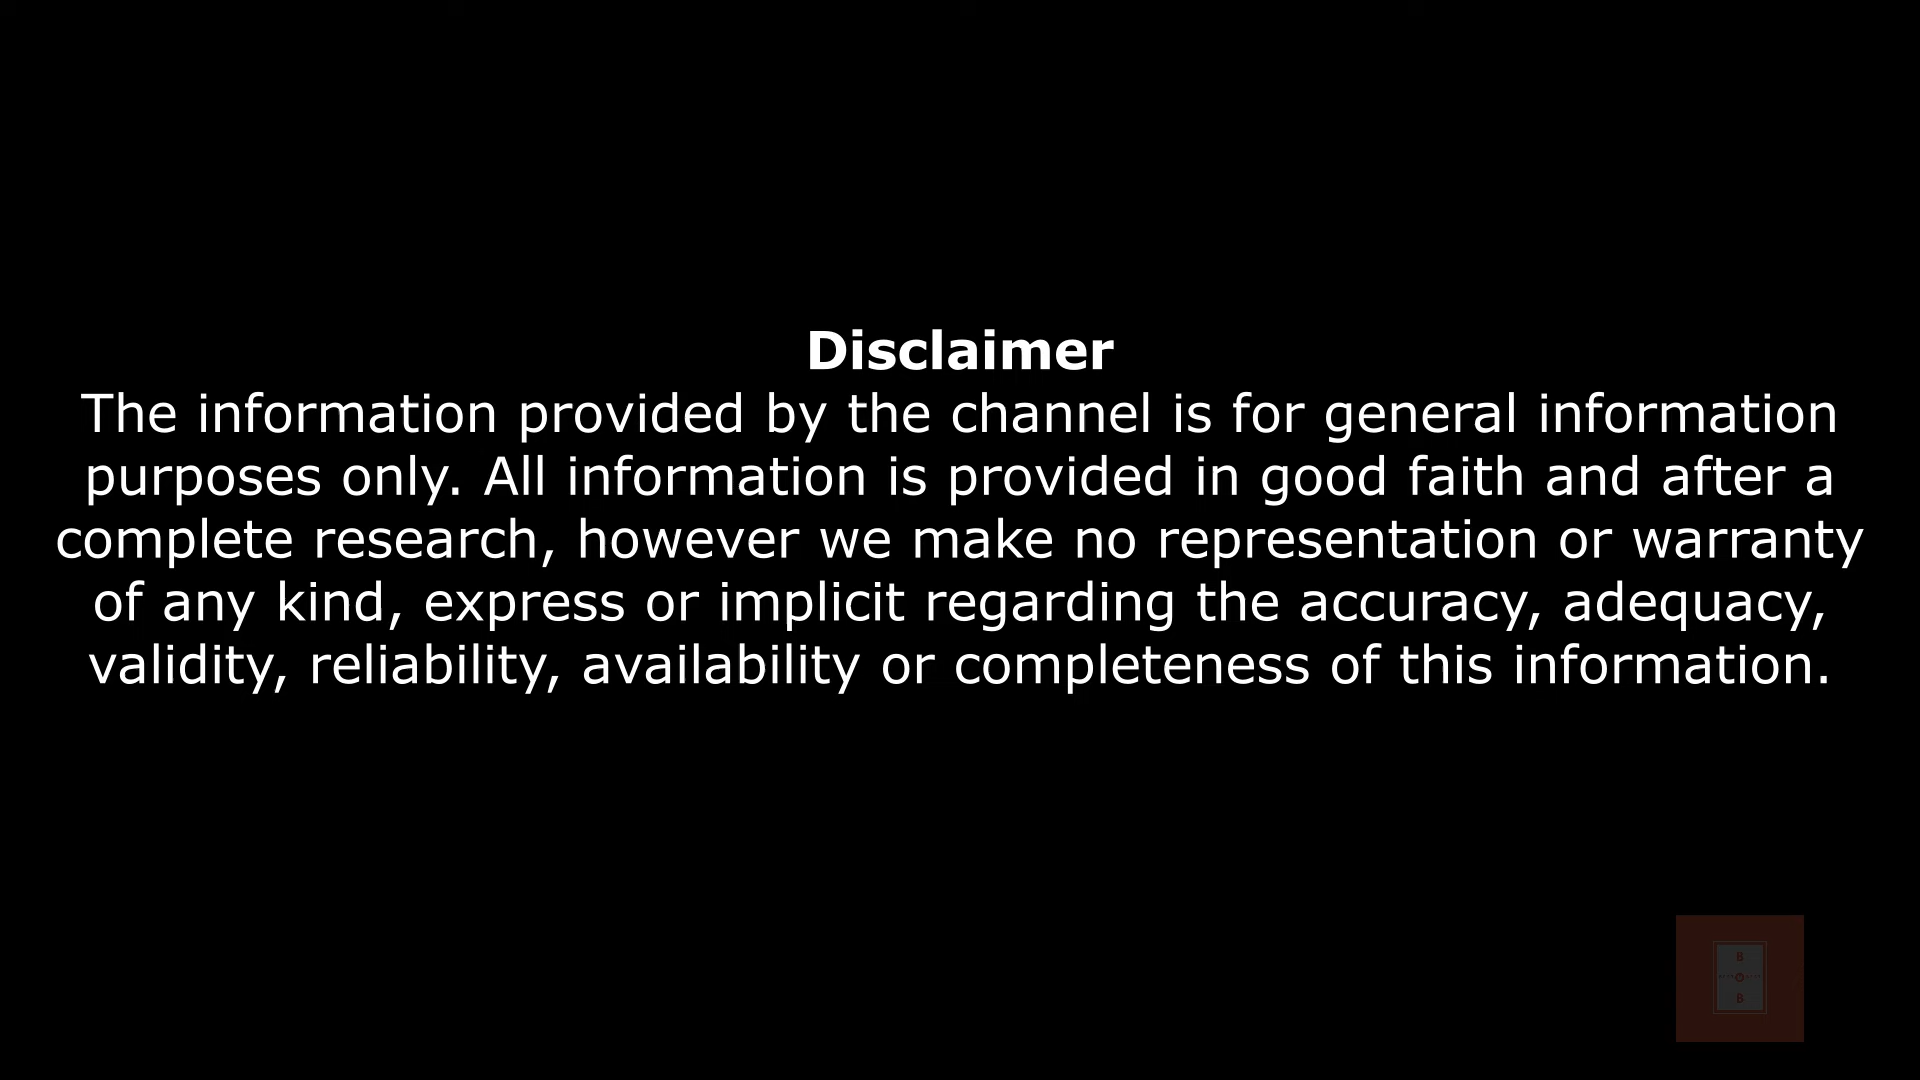 Disclaimer
The information provided by the channel is for general information
purposes only. All information is provided in good faith and after a
complete research, however we make no representation or warranty
of any kind, express or implicit regarding the accuracy, adequacy,
validity, reliability, availability or completeness of this information.
B
B